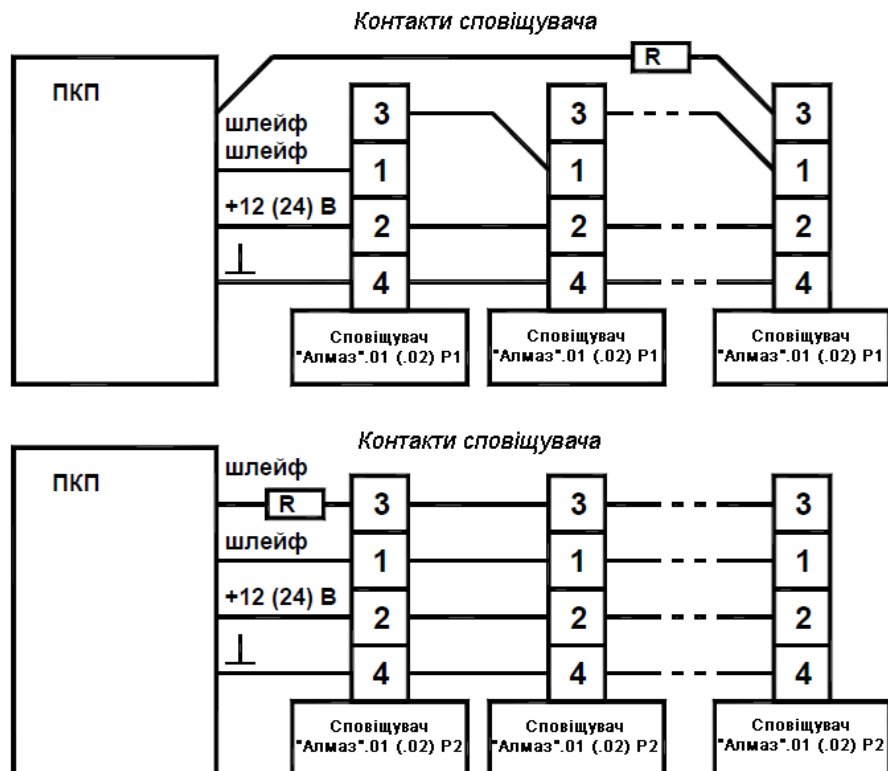 Контакти сповіщувача
R
ПКП
3 3 3
шлейф
шлейф
1 1 1
+12 (24) В
2 2 2
4 4 4
Сповіщувач Сповіщувач Сповіщувач
"Алмаз".01 (.02) Р1 "Алмаз".01 (.02) Р1 "Алмаз".01 (.02) Р1
Контакти сповіщувача
шлейф
ПКП
R 3 3 3
шлейф
1 1 1
+12 (24) В
2 2 2
4 4 4
Сповіщувач Сповіщувач Сповіщувач
"Алмаз".01 (.02) Р2 "Алмаз".01 (.02) Р2 "Алмаз".01 (.02) Р2